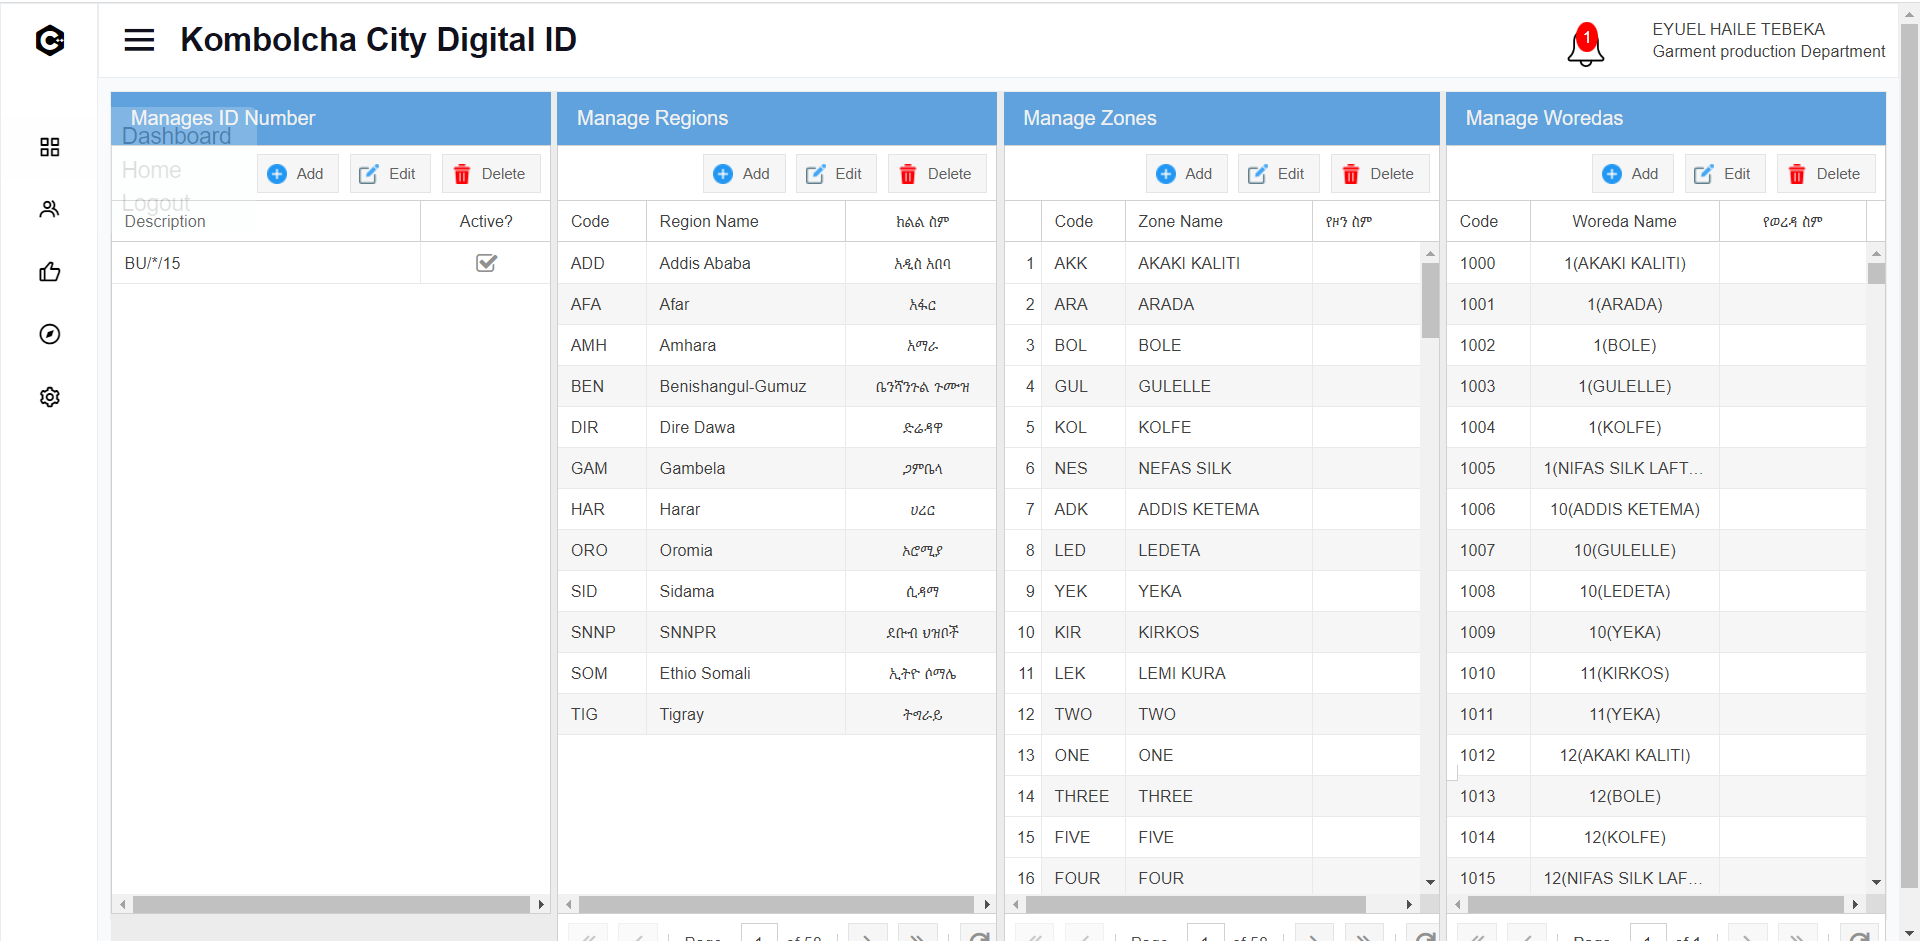 Kombolcha City Digital ID
1
EYUEL HAILE TEBEKA
Garment production Department
Manages ID Number
Dashboard
Home
Logout
Add
Edit
Delete
Description
Active?
BU/*/15
Manage Regions
Add
Edit
Delete
Code
Region Name
ክልል ስም
ADD
Addis Ababa
አዲስ አበባ
AFA
Afar
አፋር
AMH
Amhara
አማራ
BEN
Benishangul-Gumuz
ቤንሻንጉል ጉሙዝ
DIR
Dire Dawa
ድሬዳዋ
GAM
Gambela
ጋምቤላ
HAR
Harar
ሀረር
ORO
Oromia
ኦሮሚያ
SID
Sidama
ሲዳማ
SNNP
SNNPR
ደቡብ ህዝቦች
SOM
Ethio Somali
ኢትዮ ሶማሌ
TIG
Tigray
ትግራይ
Page
1
of 50
Manage Zones
Add
Edit
Delete
Code
Zone Name
የዞን ስም
1
AKK
AKAKI KALITI
2
ARA
ARADA
3
BOL
BOLE
4
GUL
GULELLE
5
KOL
KOLFE
6
NES
NEFAS SILK
7
ADK
ADDIS KETEMA
8
LED
LEDETA
9
YEK
YEKA
10
KIR
KIRKOS
11
LEK
LEMI KURA
12
TWO
TWO
13
ONE
ONE
14
THREE
THREE
15
FIVE
FIVE
16
FOUR
FOUR
Page
1
of 50
Manage Woredas
Add
Edit
Delete
Code
Woreda Name
የወረዳ ስም
1000
1(AKAKI KALITI)
1001
1(ARADA)
1002
1(BOLE)
1003
1(GULELLE)
1004
1(KOLFE)
1005
1(NIFAS SILK LAFT...
1006
10(ADDIS KETEMA)
1007
10(GULELLE)
1008
10(LEDETA)
1009
10(YEKA)
1010
11(KIRKOS)
1011
11(YEKA)
1012
12(AKAKI KALITI)
1013
12(BOLE)
1014
12(KOLFE)
1015
12(NIFAS SILK LAF...
Page
1
of 1